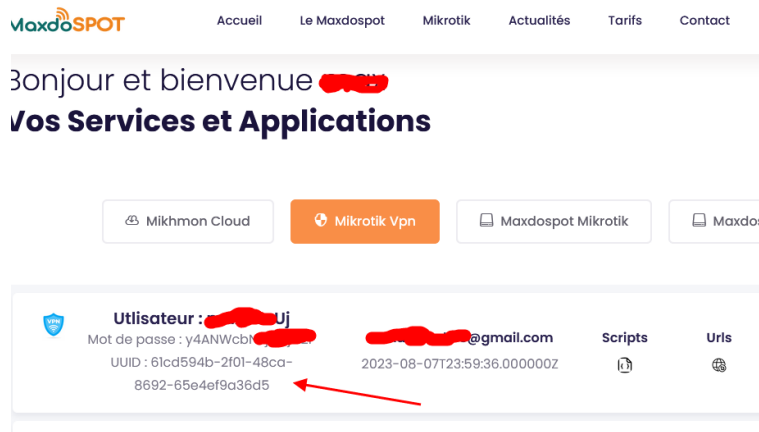 MaxdoSPOT
Accueil Le Maxdospot Mikrotik Actualités Tarifs Contact
Bonjour et bienvenue
Vos Services et Applications
Mikhmon Cloud Mikrotik Vpn Maxdospot Mikrotik Maxdos
VPN
Utlisateur : Uj
Mot de passe : y4ANWcbN
@gmail.com Scripts Urls
UUID : 61cd594b-2f01-48ca-
8692-65e4ef9a36d5
2023-08-07T23:59:36.000000Z